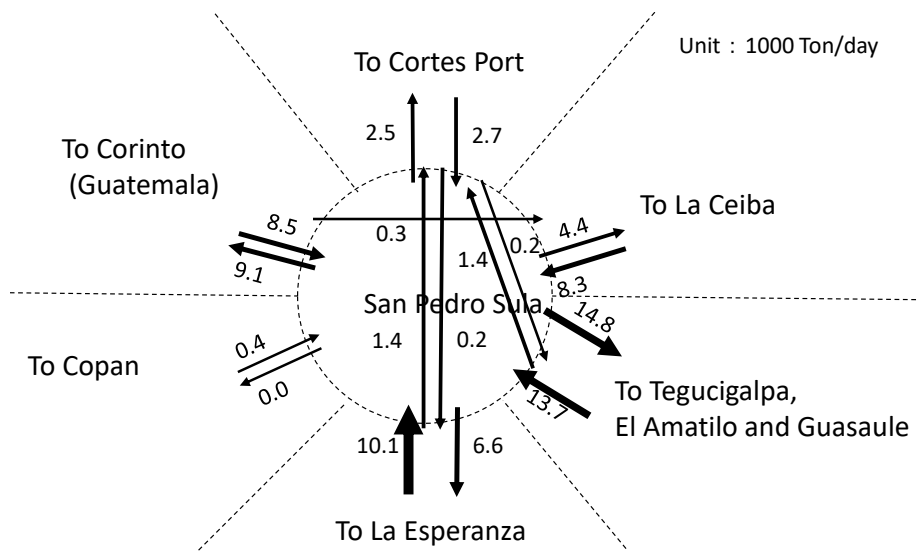 Unit : 1000 Ton/day
To Cortes Port
2.5
2.7
To Corinto
(Guatemala)
To La Ceiba
8.5
9.1
0.3
0.2
4.4
8.3
1.4
San Pedro Sula
14.8
1.4
0.2
To Copan
0.4
0.0
13.7
To Tegucigalpa,
El Amatilo and Guasaule
10.1
6.6
To La Esperanza